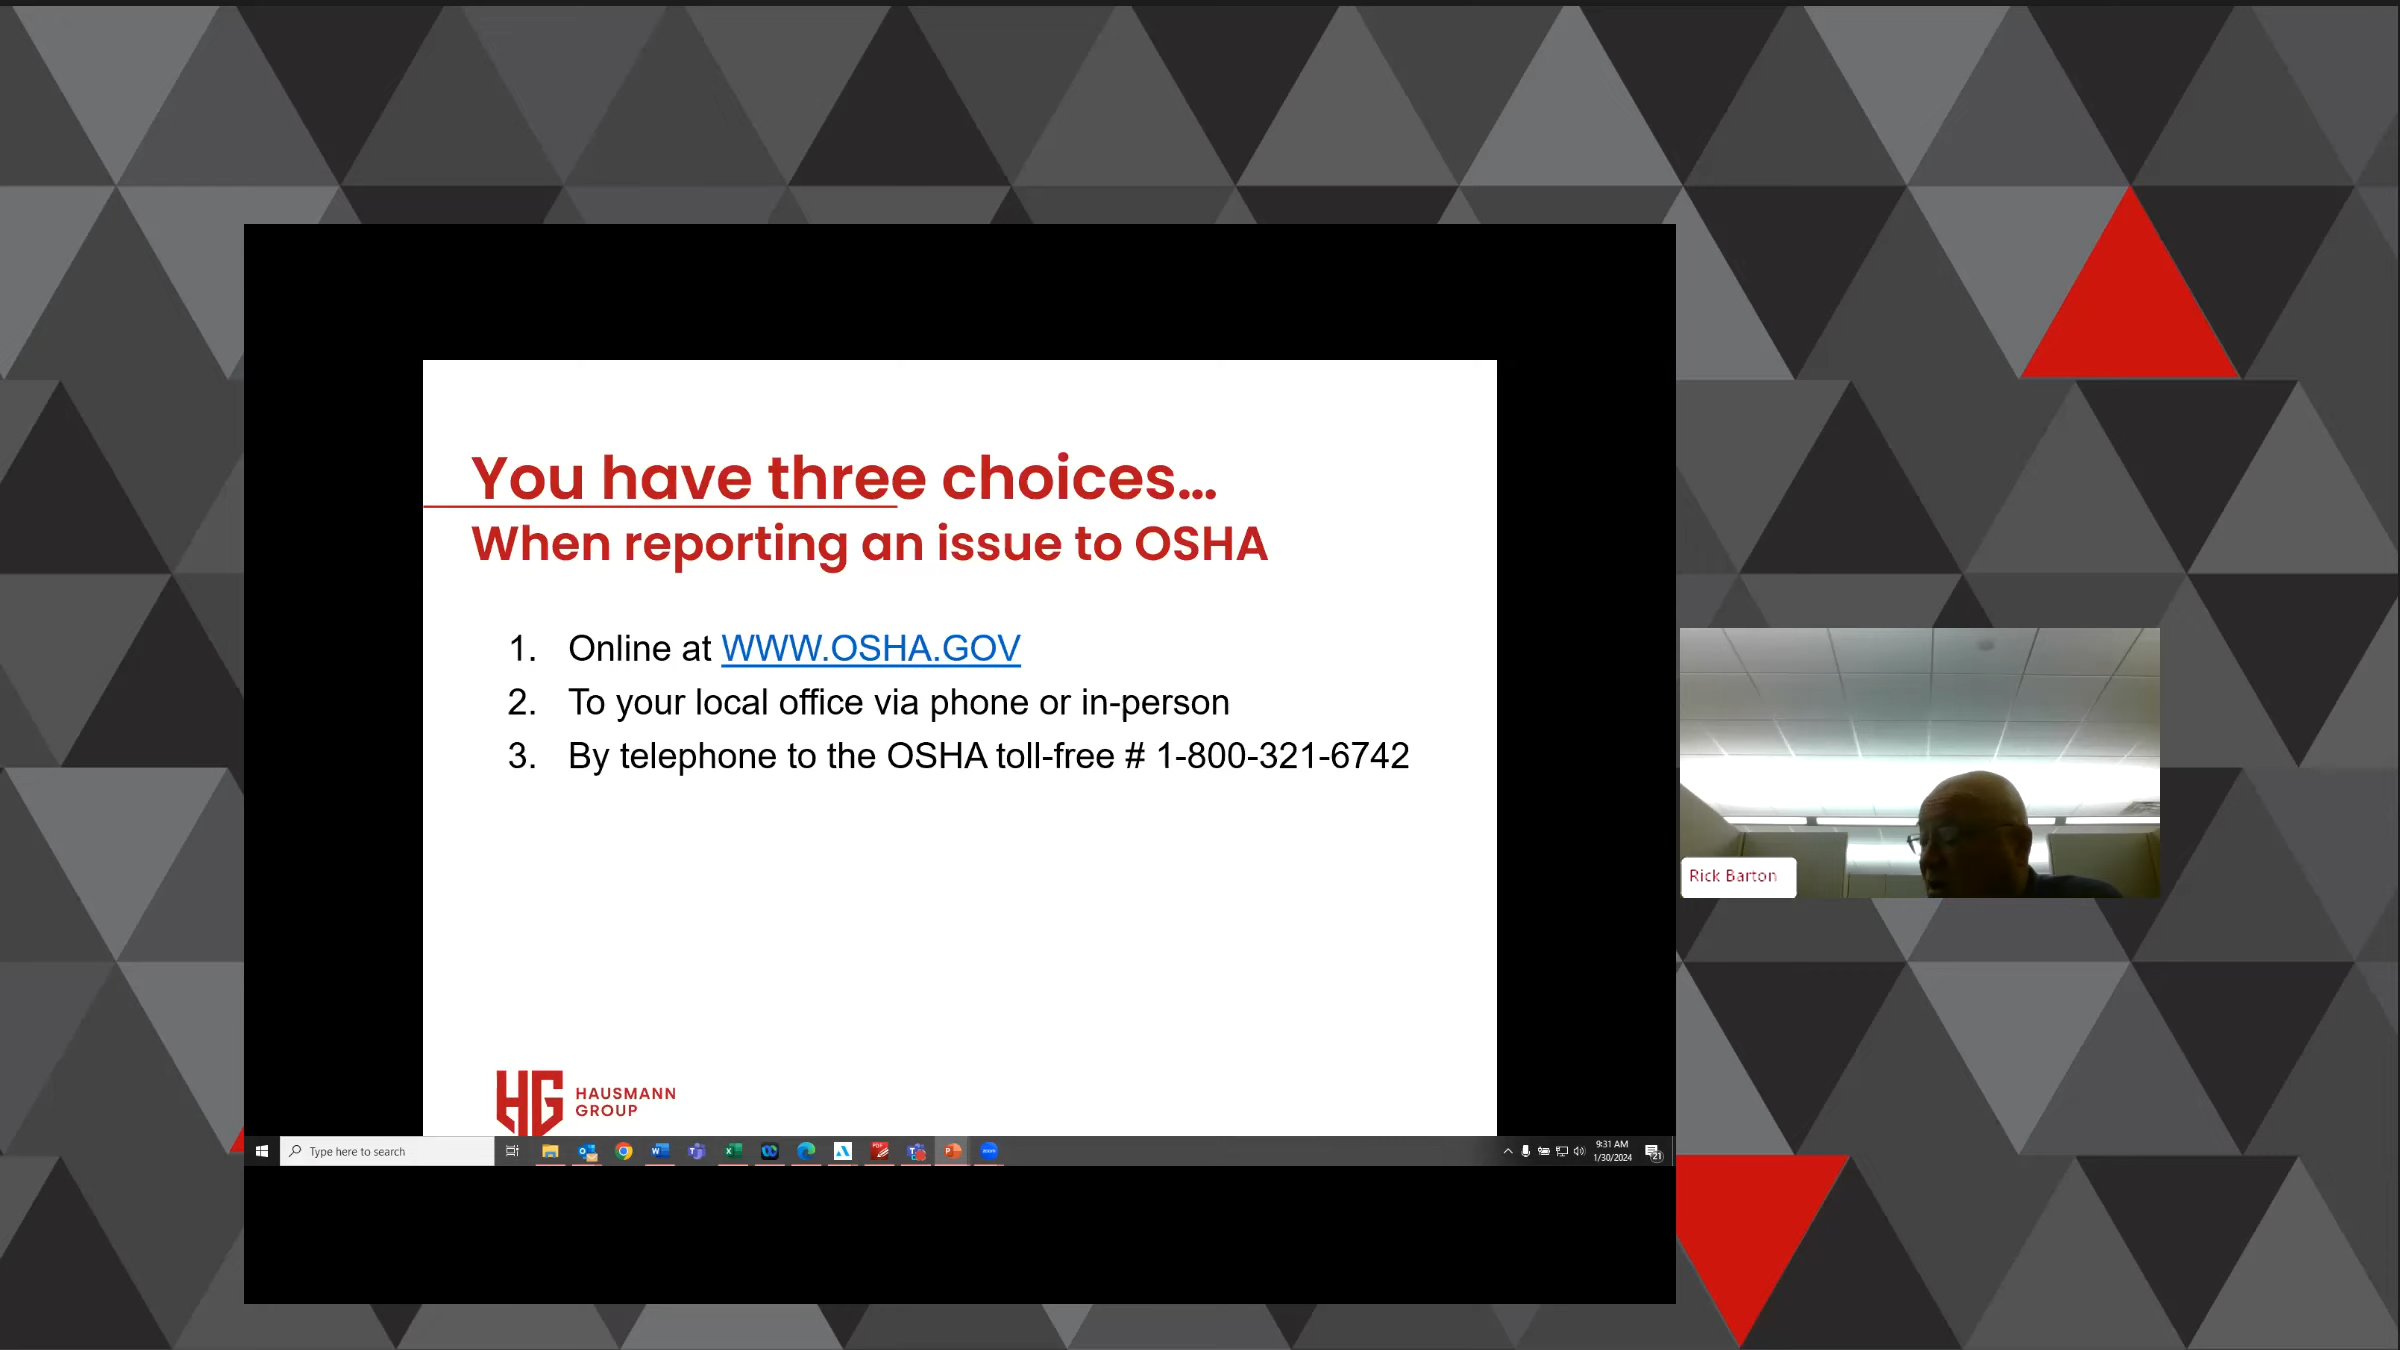 You have three choices...
When reporting an issue to OSHA
1. Online at WWW.OSHA.GOV
2. To your local office via phone or in-person
3. By telephone to the OSHA toll-free # 1-800-321-6742
HAUSMANN
GROUP
Rick Barton
Type here to search
9:31 AM
1/30/2024
21